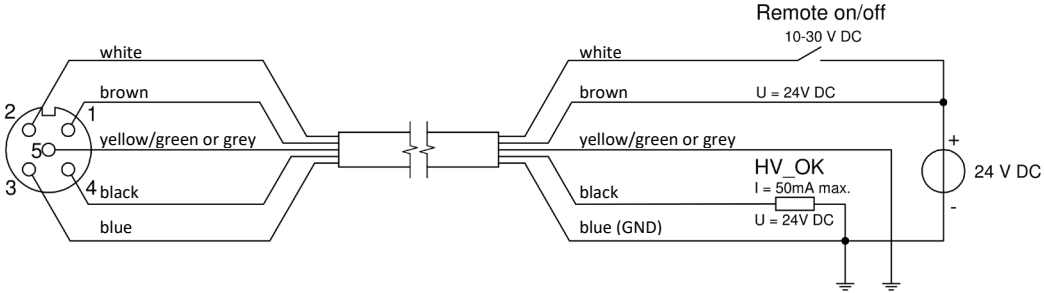 Remote on/off
10-30 V DC
white
white
brown
brown
U = 24V DC
2
1
yellow/green or grey
yellow/green or grey
5
+
HV_OK
24 V DC
I = 50mA max.
3
4
black
black
-
U = 24V DC
blue
blue (GND)